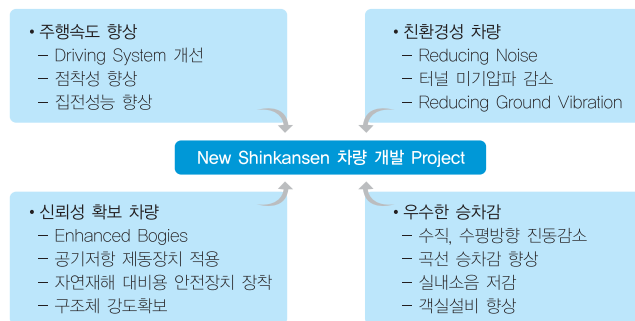 • 주행속도 향상
– Driving System 개선
– 점착성 향상
– 집전성능 향상
• 친환경성 차량
– Reducing Noise
– 터널 미기압파 감소
– Reducing Ground Vibration
New Shinkansen 차량 개발 Project
• 신뢰성 확보 차량
– Enhanced Bogies
– 공기저항 제동장치 적용
– 자연재해 대비용 안전장치 장착
– 구조체 강도확보
• 우수한 승차감
– 수직, 수평방향 진동감소
– 곡선 승차감 향상
– 실내소음 저감
– 객실설비 향상